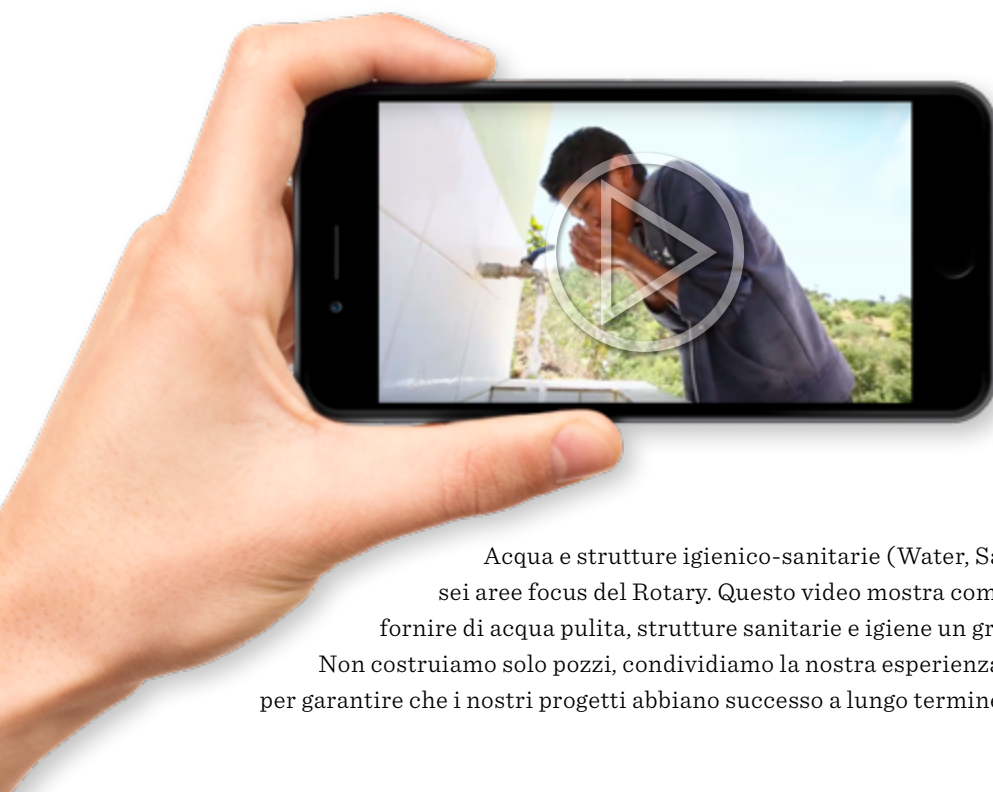 Acqua e strutture igienico-sanitarie (Water,
sei aree focus del Rotary. Questo video mostra
fornire di acqua pulita, strutture sanitarie e igiene un
Non costruiamo solo pozzi, condividiamo la nostra esperienza
per garantire che i nostri progetti abbiano successo a lungo termine